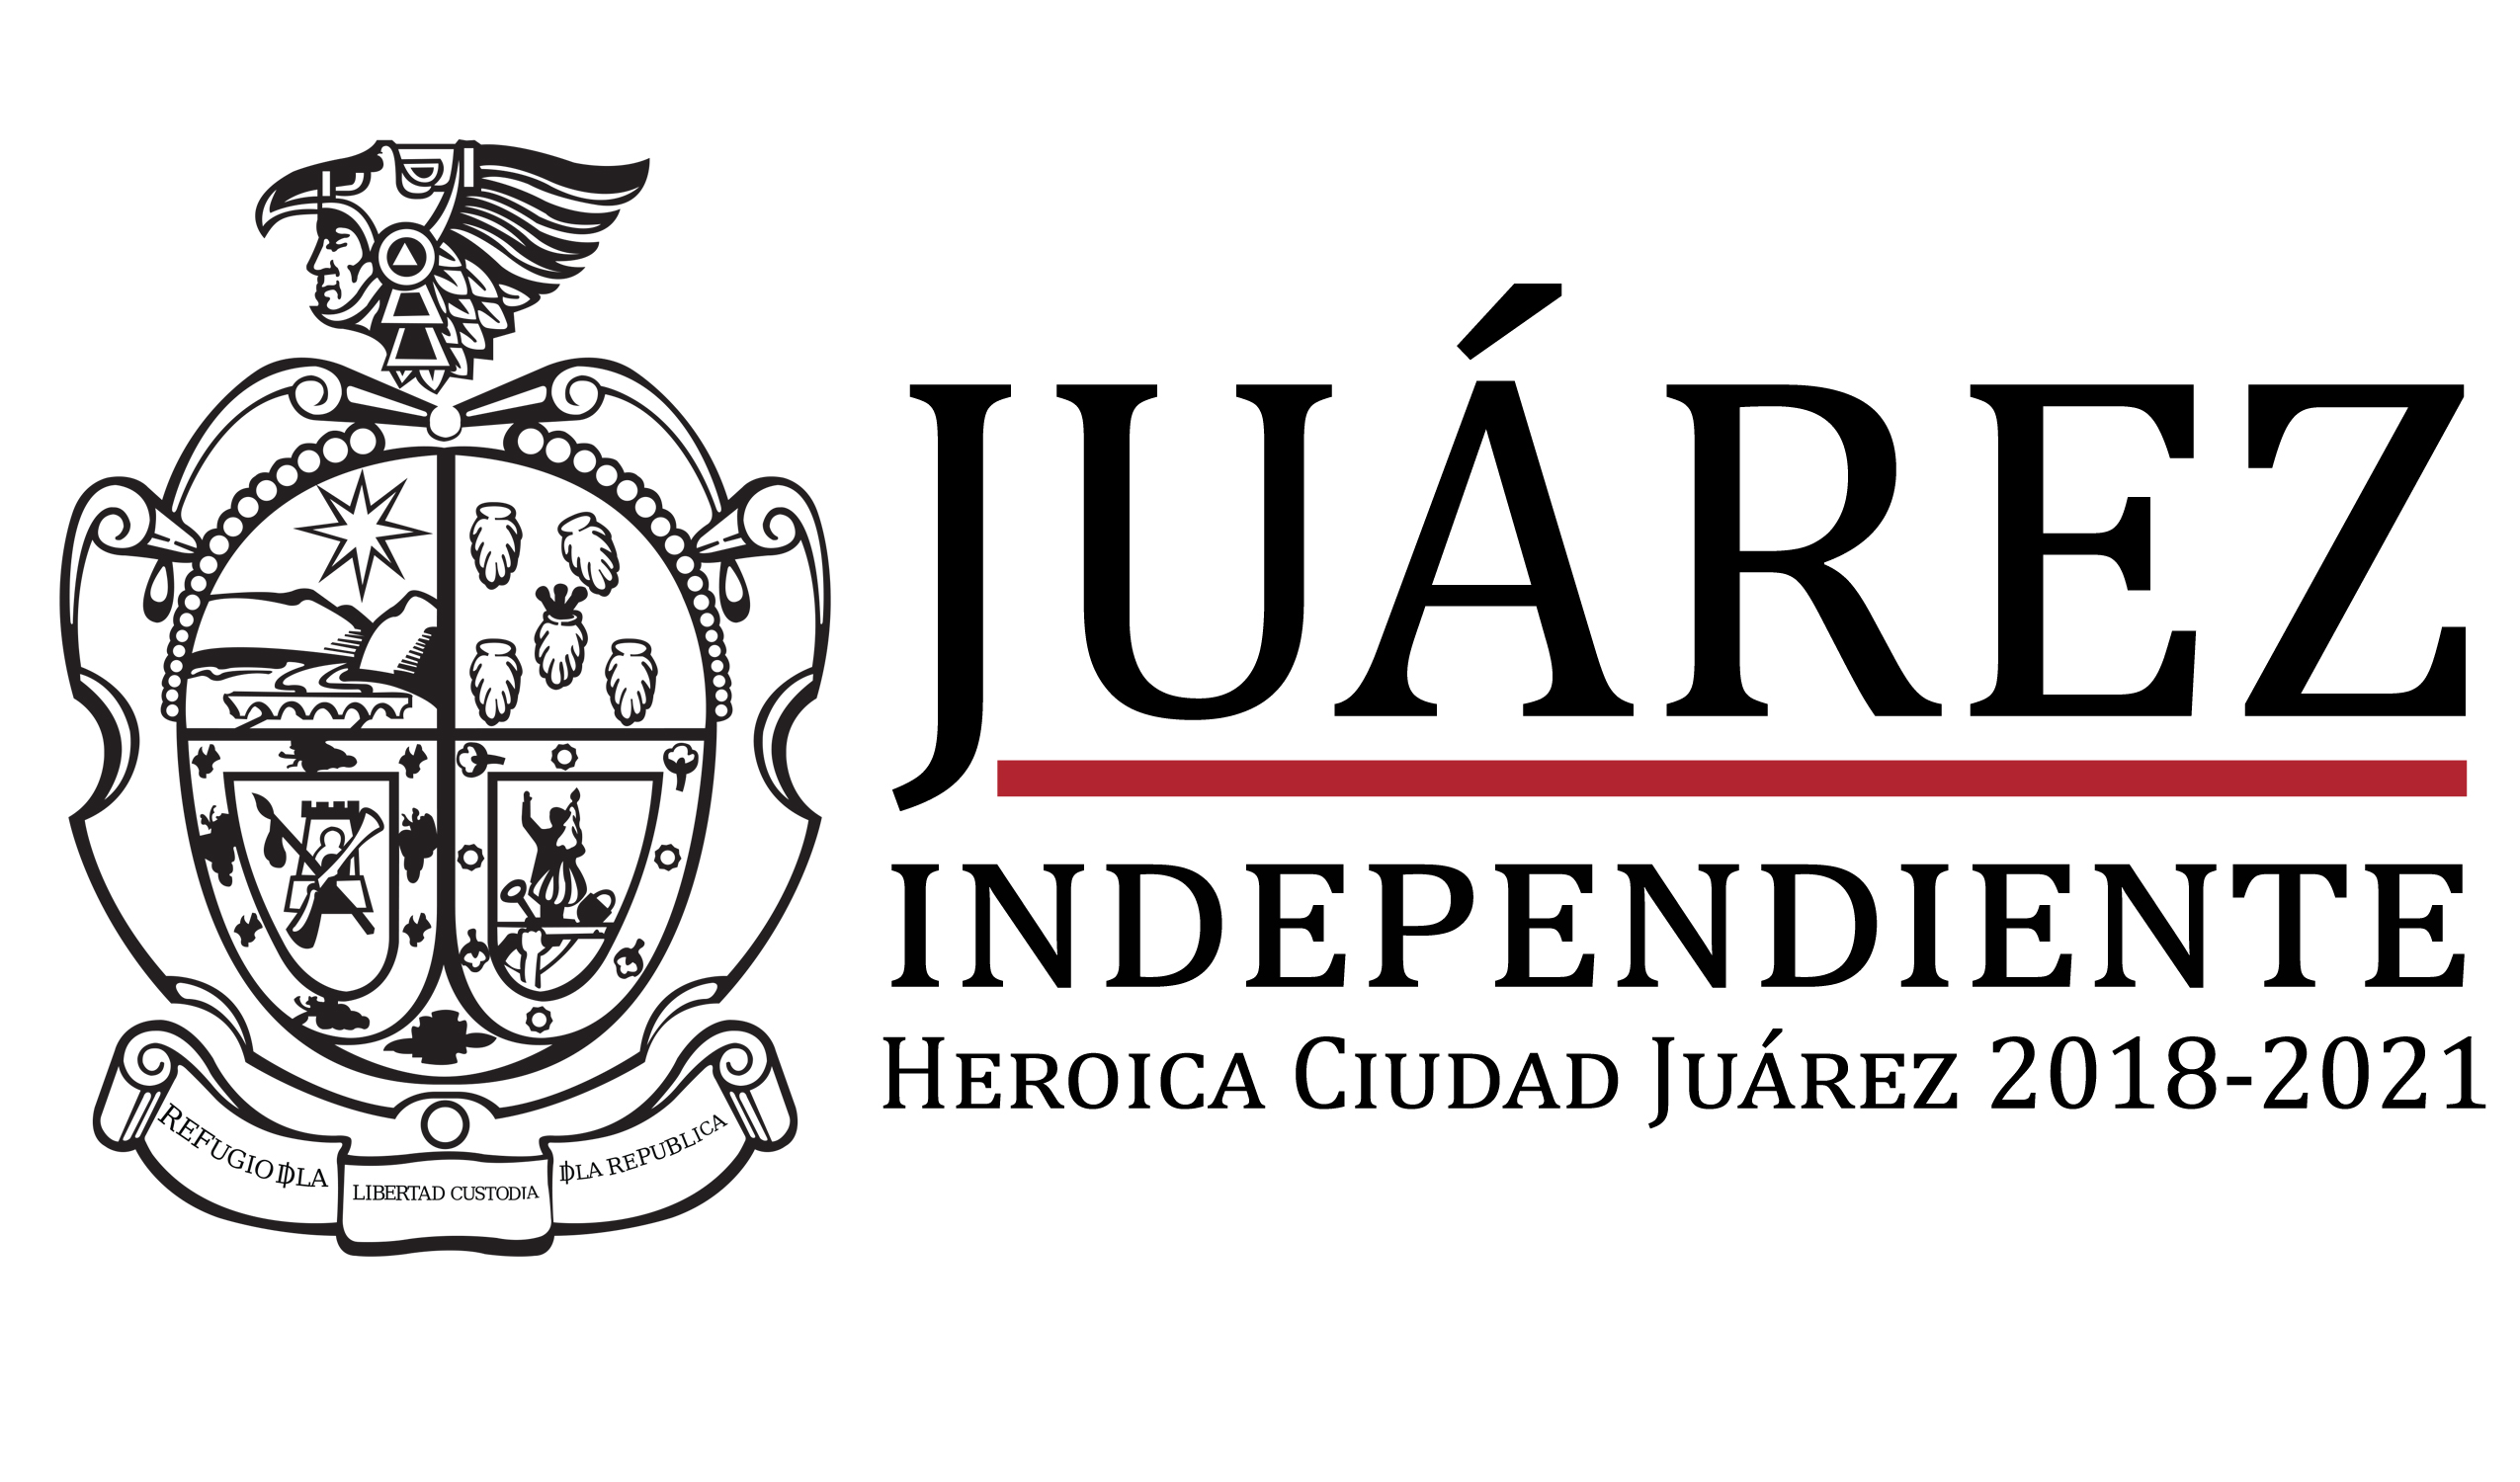 JUÁREZ
INDEPENDIENTE
HEROICA CIUDAD JUÁREZ 2018-2021
REFUGIO DLA
LIBERTAD CUSTODIA
DLA REPUBLICA